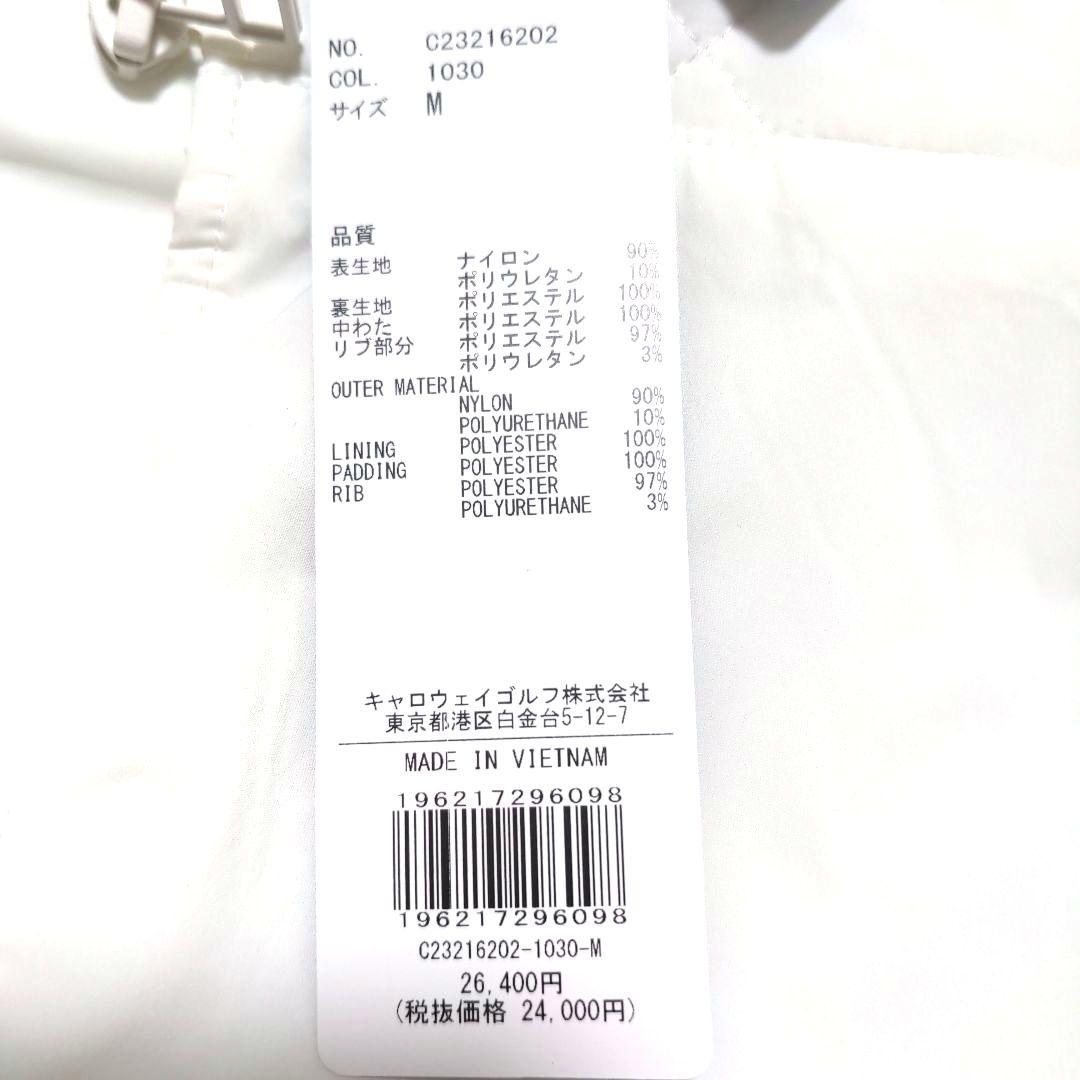 NO. C23216202
COL. 1030
サイズ M
品質
表生地 ナイロン 90%
ポリウレタン 10%
裏生地 ポリエステル 100%
中わた ポリエステル 100%
リブ部分 ポリエステル 97%
ポリウレタン 3%
OUTER MATERIAL
NYLON 90%
POLYURETHANE 10%
LINING POLYESTER 100%
PADDING POLYESTER 100%
RIB POLYESTER 97%
POLYURETHANE 3%
キャロウェイゴルフ株式会社
東京都港区白金台5-12-7
MADE IN VIETNAM
196217296098
196217296098
C23216202-1030-M
26,400円
(税抜価格 24,000円)